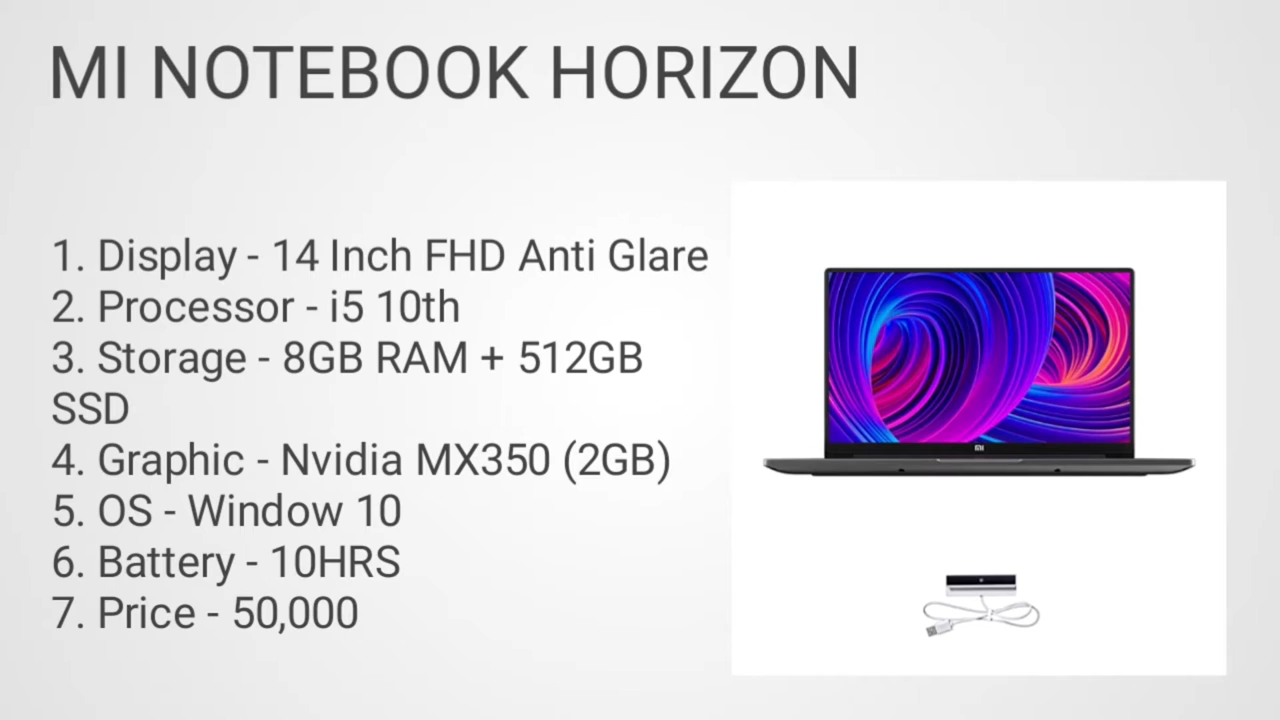 MI NOTEBOOK HORIZON
1. Display - 14 Inch FHD Anti Glare
2. Processor - i5 10th
3. Storage - 8GB RAM + 512GB
SSD
4. Graphic - Nvidia MX350 (2GB)
5. OS - Window 10
6. Battery - 10HRS
7. Price - 50,000
mi